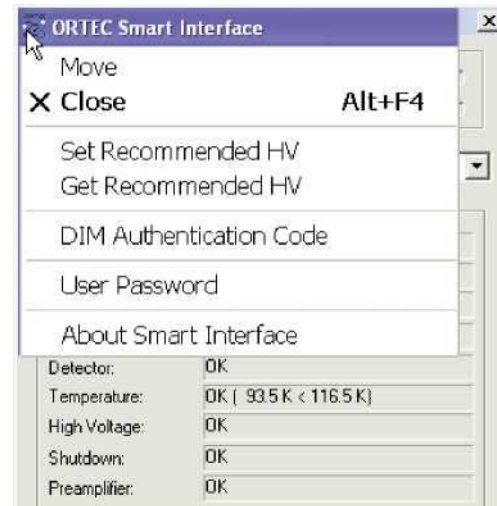 ORTEC Smart Interface
Move
Close Alt+F4
Set Recommended HV
Get Recommended HV
DIM Authentication Code
User Password
About Smart Interface
Detector: OK
Temperature: OK ( 93.5 K < 116.5 K)
High Voltage: OK
Shutdown: OK
Preamplifier: OK